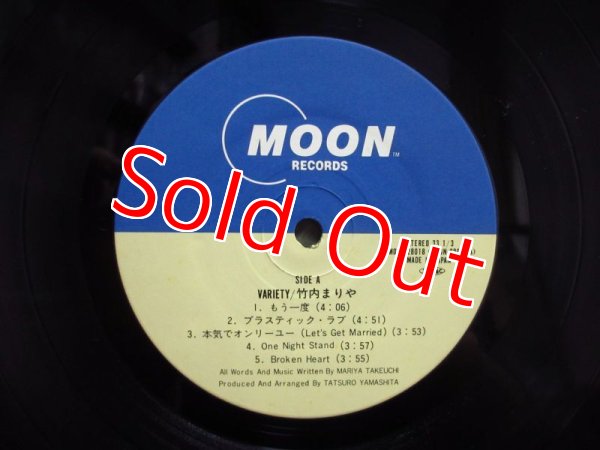 MOON™
RECORDS
Sold Out
STEREO 33 1/3
MADE IN JAPAN
SIDE A
VARIETY/竹内まりや
1. もう一度 (4:06)
2. プラスティック・ラブ (4:51)
3. 本気でオンリーユー (Let's Get Married) (3:53)
4. One Night Stand (3:57)
5. Broken Heart (3:55)
All Words And Music Written By MARIYA TAKEUCHI
Produced And Arranged By TATSURO YAMASHITA